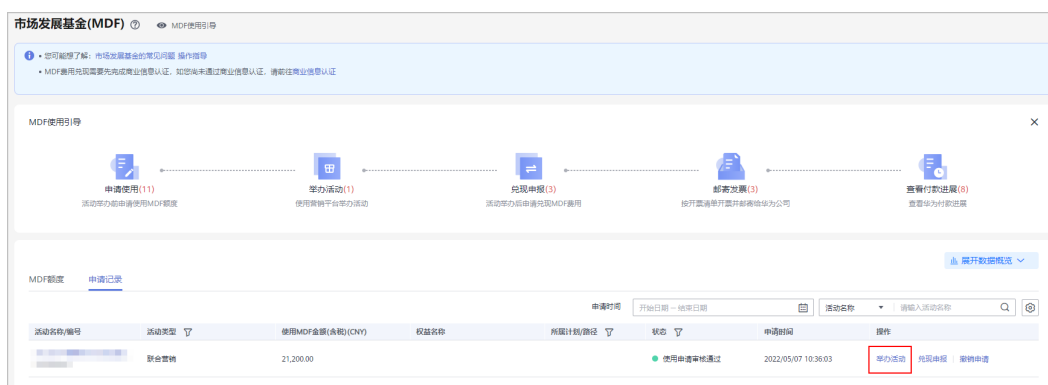 市场发展基金(MDF) MDF使用引导
• 您可能想了解：市场发展基金的常见问题 操作指导
• MDF费用兑现需要先完成商业信息认证，如您尚未通过商业信息认证，请前往商业信息认证
MDF使用引导
申请使用(11) 举办活动(1) 兑现申报(3) 邮寄发票(3) 查看付款进展(8)
活动举办前申请使用MDF额度 使用营销平台举办活动 活动举办后申请兑现MDF费用 按开票清单开票并邮寄给华为公司 查看华为付款进展
展开数据概览
MDF额度 申请记录
申请时间 开始日期 – 结束日期 活动名称 请输入活动名称
活动名称/编号 活动类型 使用MDF金额(含税)(CNY) 权益名称 所属计划/路径 状态 申请时间 操作
联合营销 21,200.00 使用申请审核通过 2022/05/07 10:36:03 举办活动 兑现申报 撤销申请